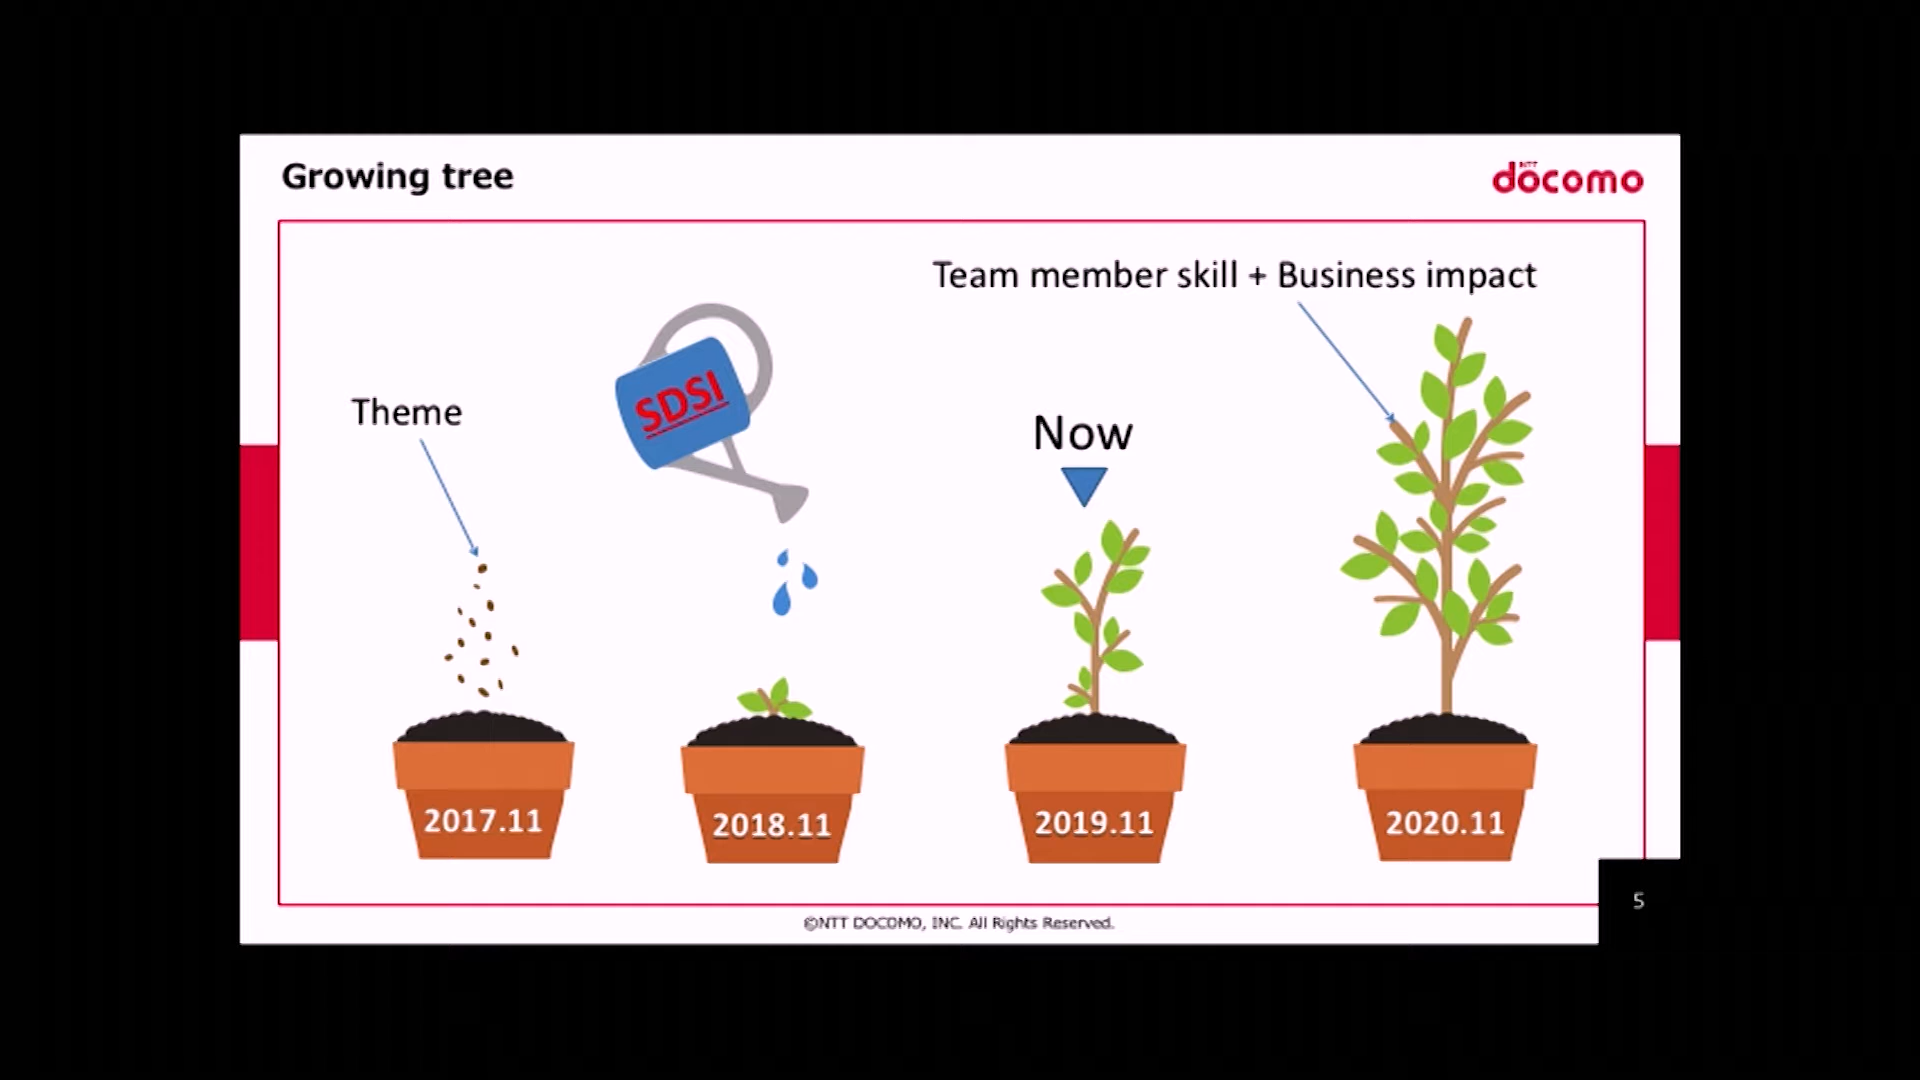 Growing tree
NTT
docomo
Team member skill + Business impact
Theme
SDSI
Now
2017.11
2018.11
2019.11
2020.11
5
©NTT DOCOMO, INC. All Rights Reserved.